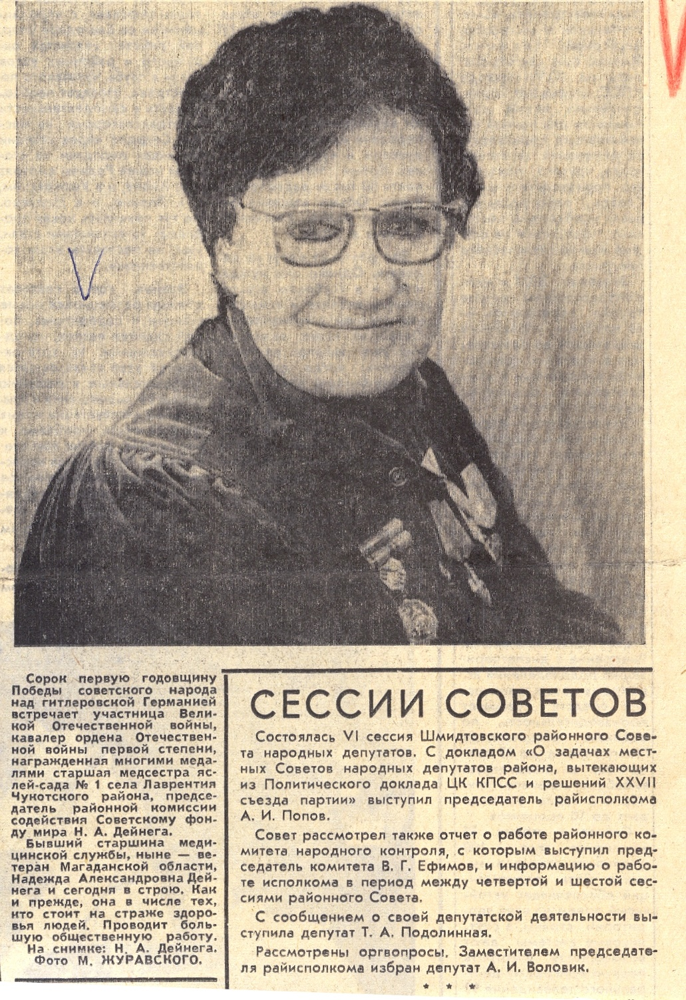 Сорок первую годовщину
Победы советского народа
над гитлеровской Германией
встречает участница Вели-
кой Отечественной войны,
кавалер ордена Отечествен-
ной войны первой степени,
награжденная многими меда-
лями старшая медсестра яс-
лей-сада № 1 села Лаврентия
Чукотского района, предсе-
датель районной комиссии
содействия Советскому фон-
ду мира Н. А. Дейнега.
Бывший старшина меди-
цинской службы, ныне — ве-
теран Магаданской области,
Надежда Александровна Дей-
нега и сегодня в строю. Как
и прежде, она в числе тех,
кто стоит на страже здоро-
вья людей. Проводит боль-
шую общественную работу.
На снимке: Н. А. Дейнега.
Фото М. ЖУРАВСКОГО.
СЕССИИ СОВЕТОВ
Состоялась VI сессия Шмидтовского районного Сове-
та народных депутатов. С докладом «О задачах мест-
ных Советов народных депутатов района, вытекающих
из Политического доклада ЦК КПСС и решений XXVII
съезда партии» выступил председатель райисполкома
А. И. Попов.
Совет рассмотрел также отчет о работе районного ко-
митета народного контроля, с которым выступил пред-
седатель комитета В. Г. Ефимов, и информацию о рабо-
те исполкома в период между четвертой и шестой сес-
сиями районного Совета.
С сообщением о своей депутатской деятельности вы-
ступила депутат Т. А. Подолинная.
Рассмотрены оргвопросы. Заместителем председате-
ля райисполкома избран депутат А. И. Воловик.
* * *